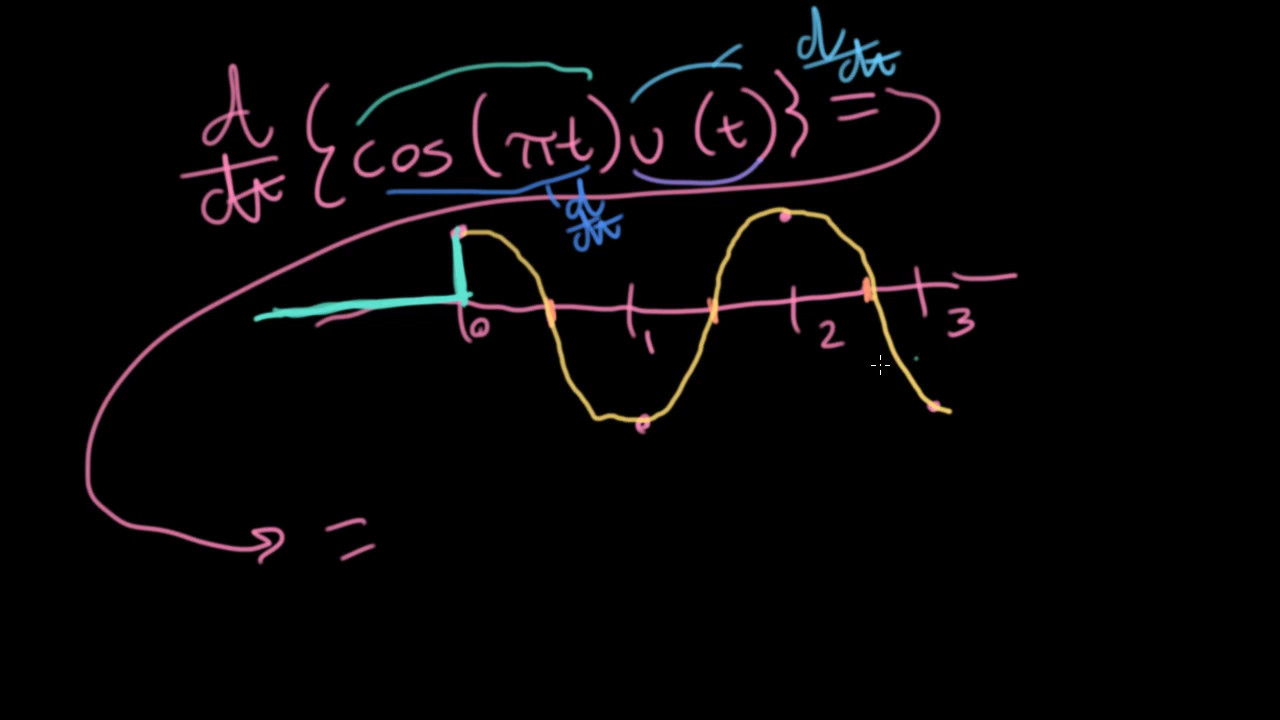 d/dt {cos(πt) u(t)} =
d/dt
d/dt
0 1 2 3
=